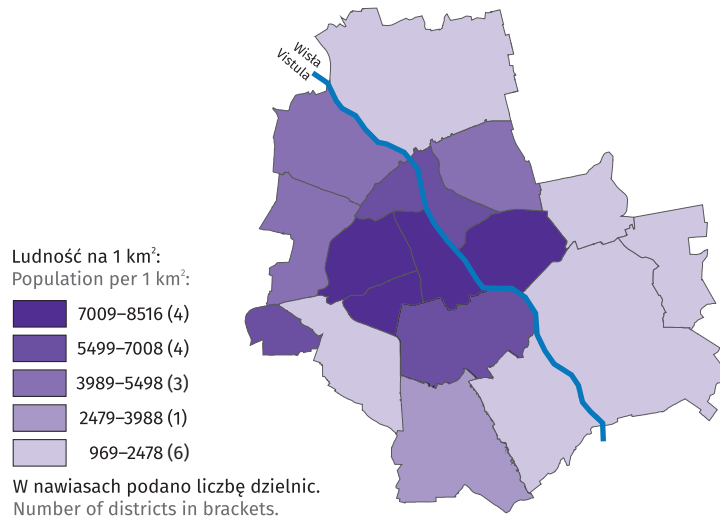 Wisła
Vistula
Ludność na 1 km²:
Population per 1 km²:
7009–8516 (4)
5499–7008 (4)
3989–5498 (3)
2479–3988 (1)
969–2478 (6)
W nawiasach podano liczbę dzielnic.
Number of districts in brackets.